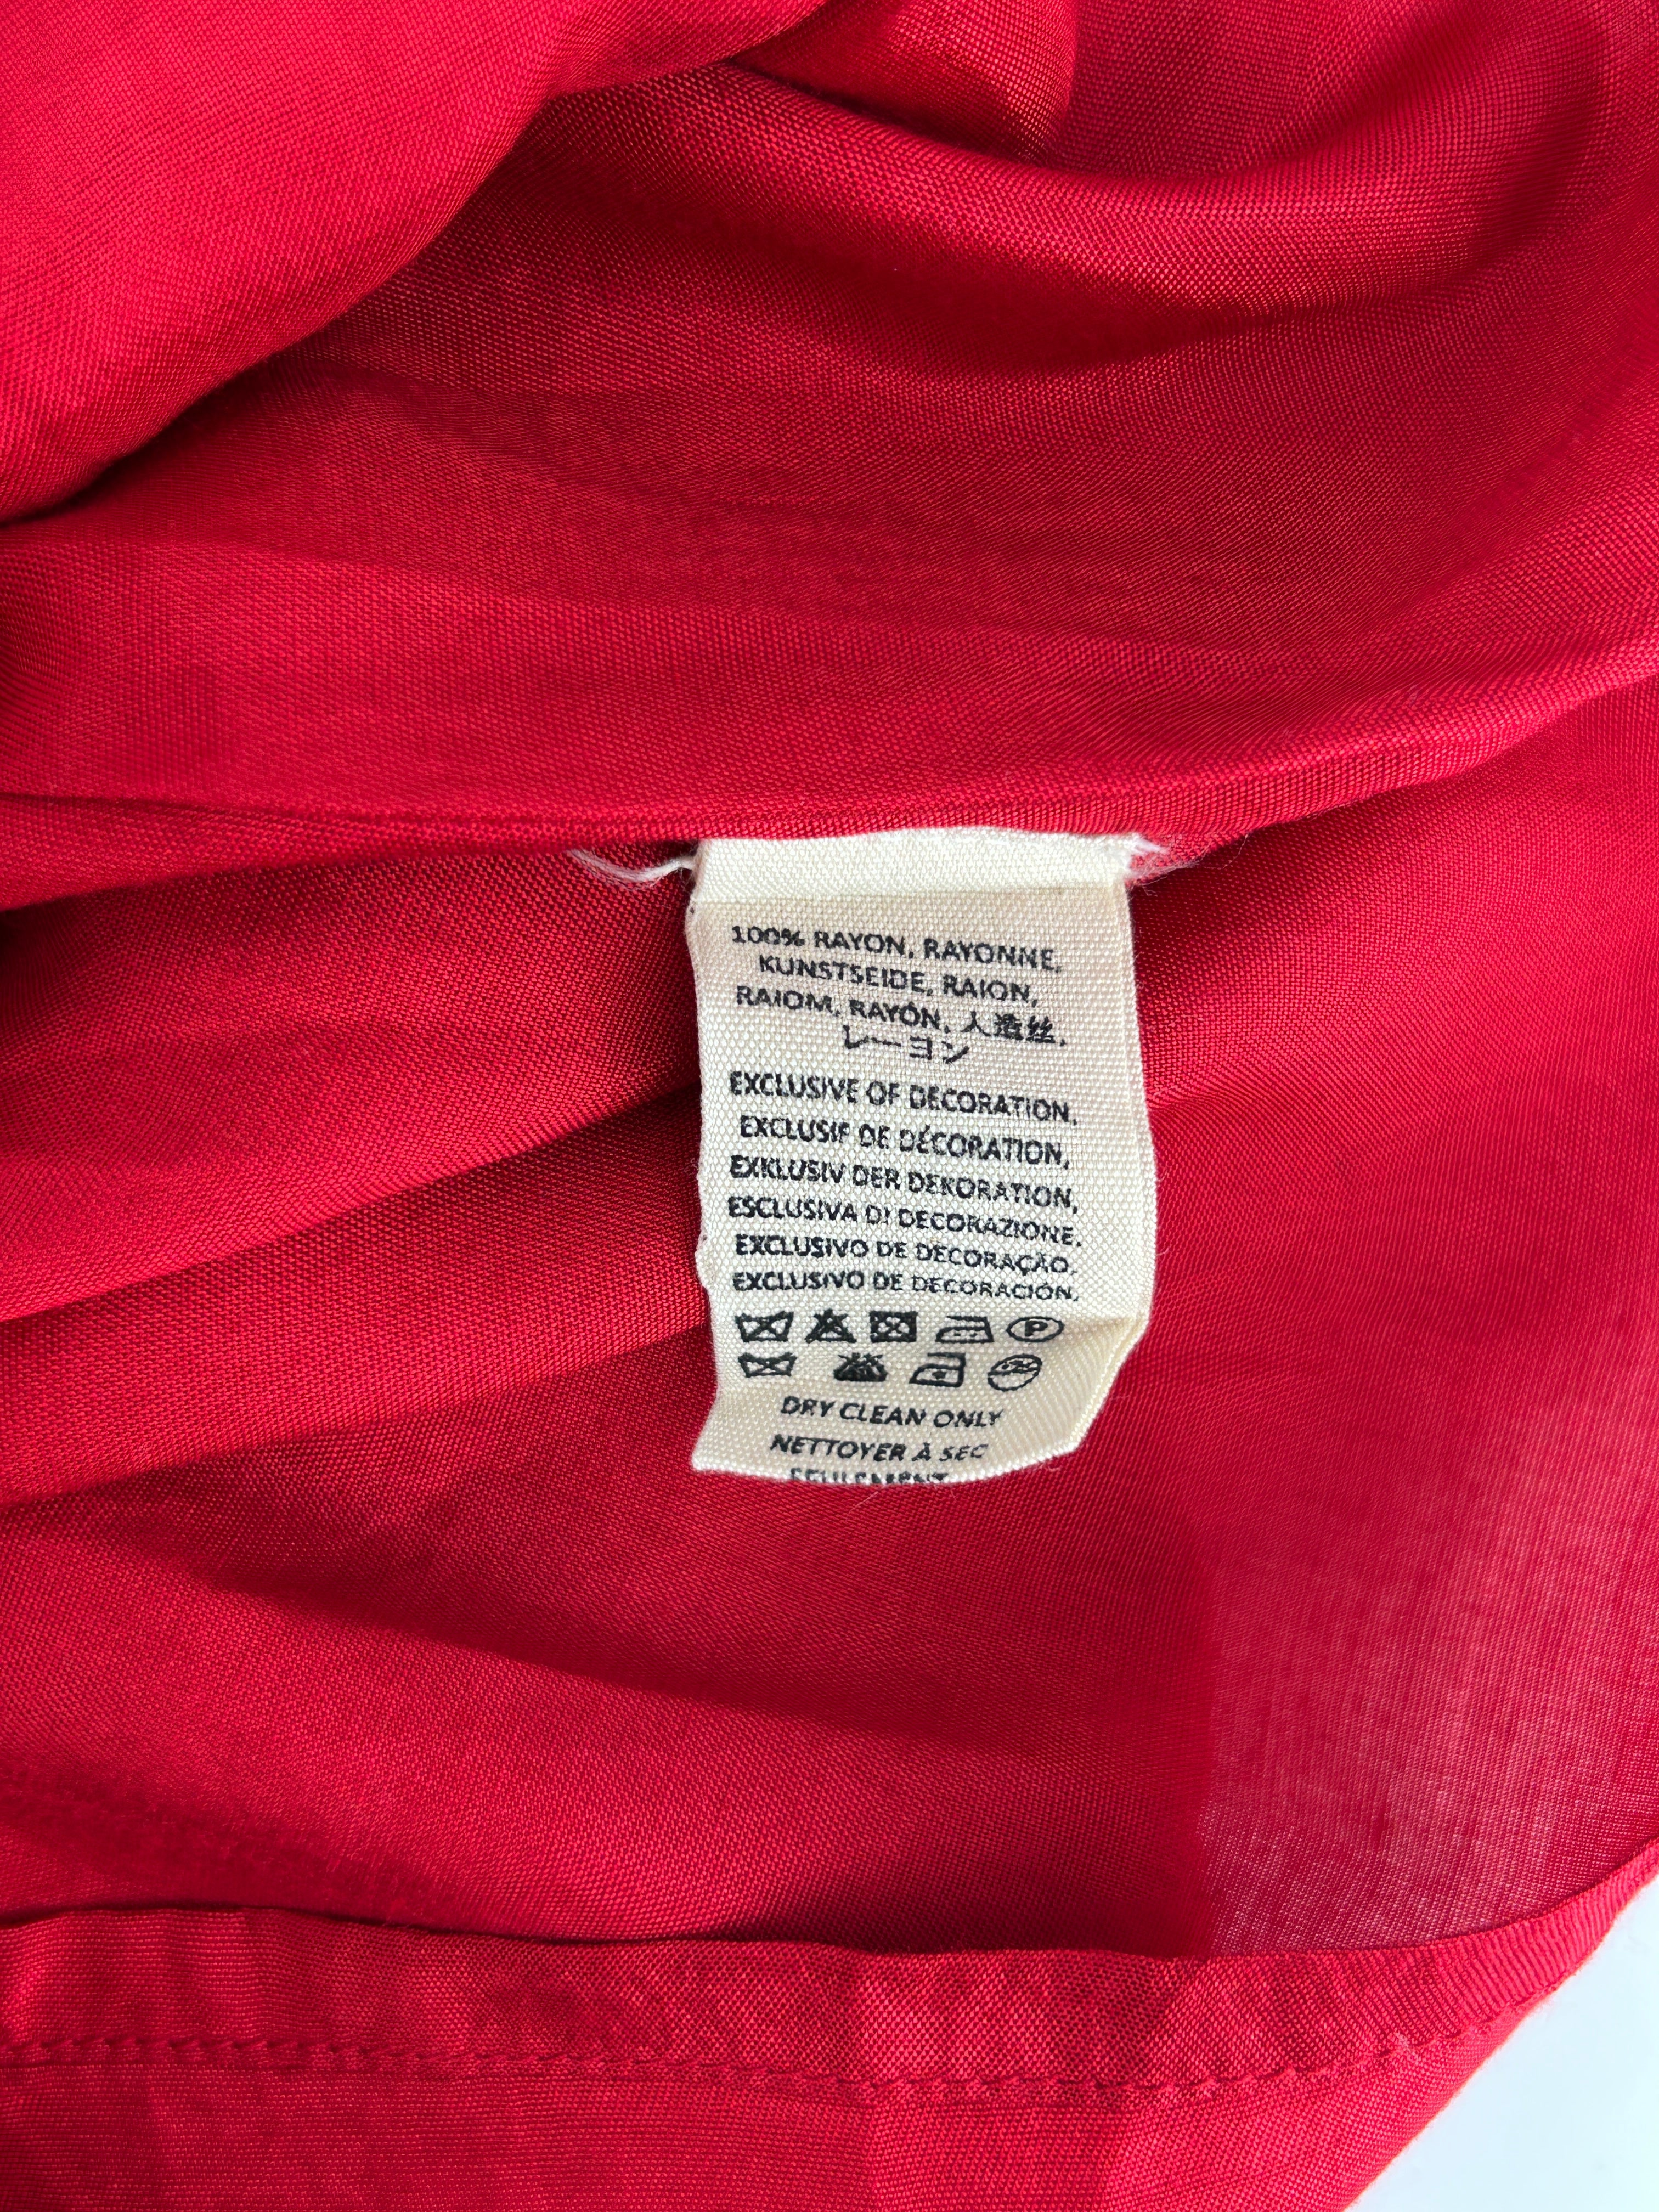 100% RAYON, RAYONNE,
KUNSTSEIDE, RAION,
RAIOM, RAYÓN, 人造丝,
レーヨン
EXCLUSIVE OF DECORATION,
EXCLUSIF DE DÉCORATION,
EXKLUSIV DER DEKORATION,
ESCLUSIVA DI DECORAZIONE.
EXCLUSIVO DE DECORAÇÃO.
EXCLUSIVO DE DECORACIÓN.
P
DRY CLEAN ONLY
NETTOYER À SEC
SEULEMENT